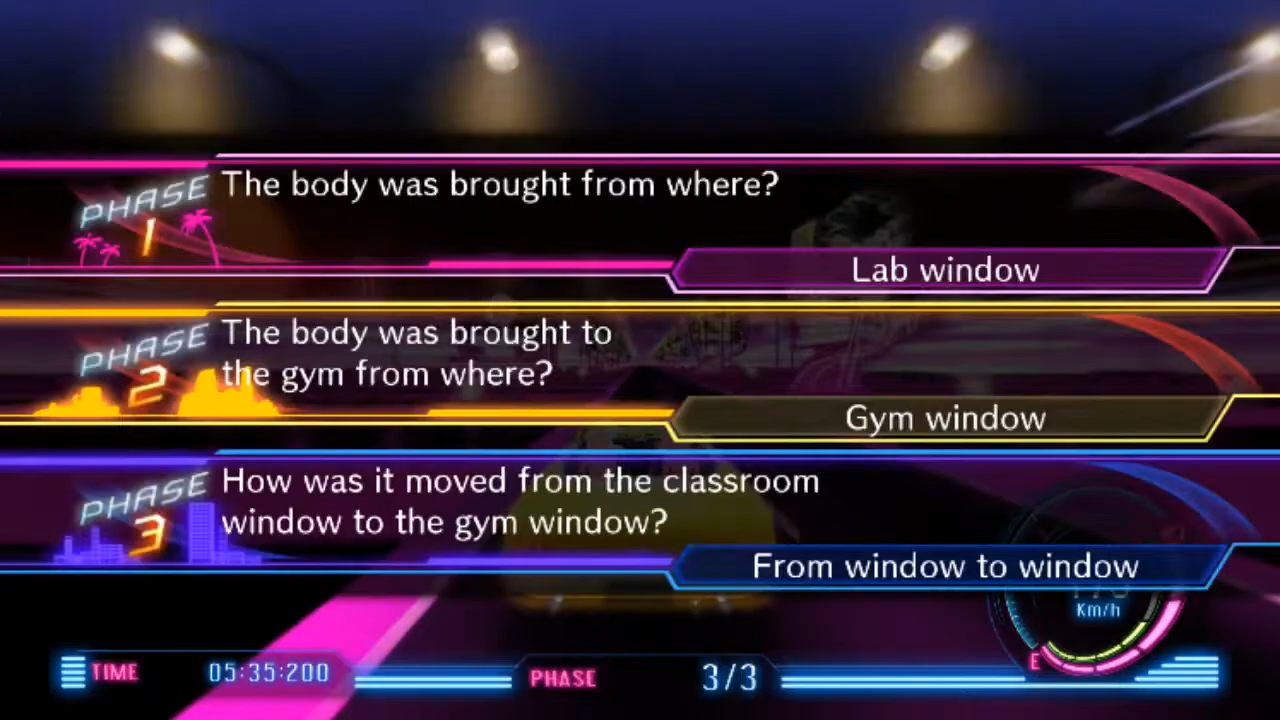 PHASE 1
The body was brought from where?
Lab window
PHASE 2
The body was brought to
the gym from where?
Gym window
PHASE 3
How was it moved from the classroom
window to the gym window?
From window to window
Km/h
E
TIME 05:35:200 PHASE 3/3